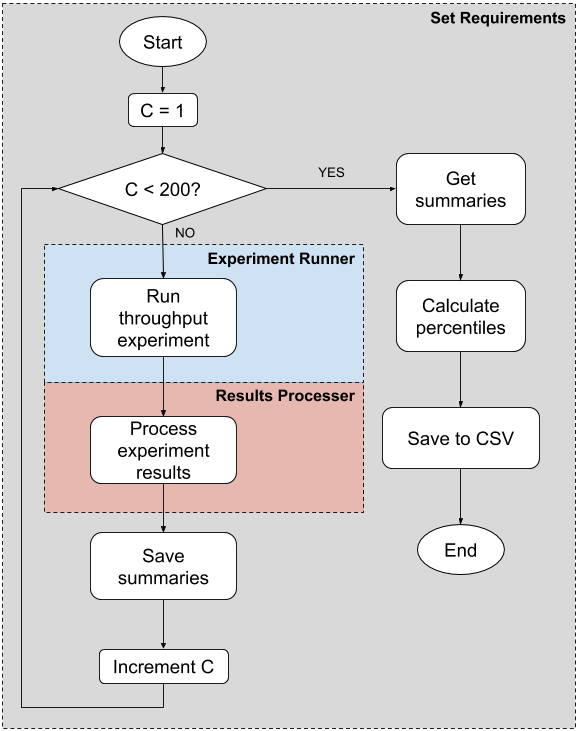 Set Requirements
Start
C = 1
C < 200?
YES
NO
Get
summaries
Experiment Runner
Run
throughput
experiment
Calculate
percentiles
Results Processer
Process
experiment
results
Save to CSV
Save
summaries
End
Increment C